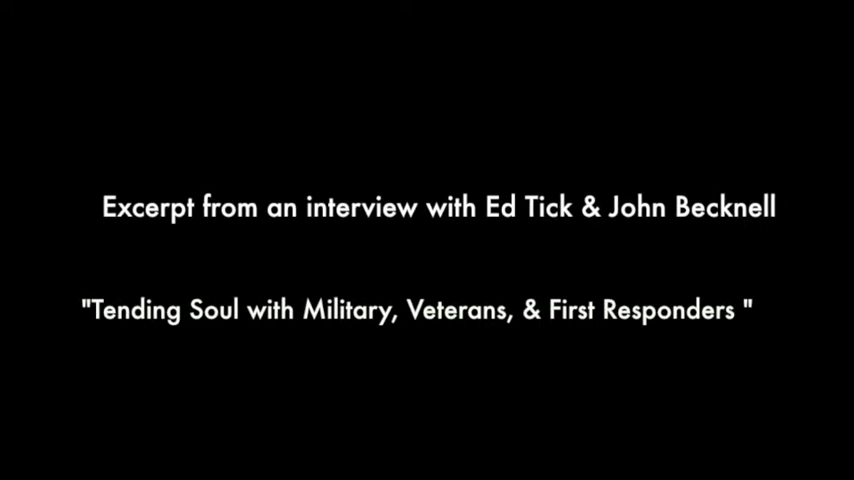 Excerpt from an interview with Ed Tick & John Becknell
"Tending Soul with Military, Veterans, & First Responders "